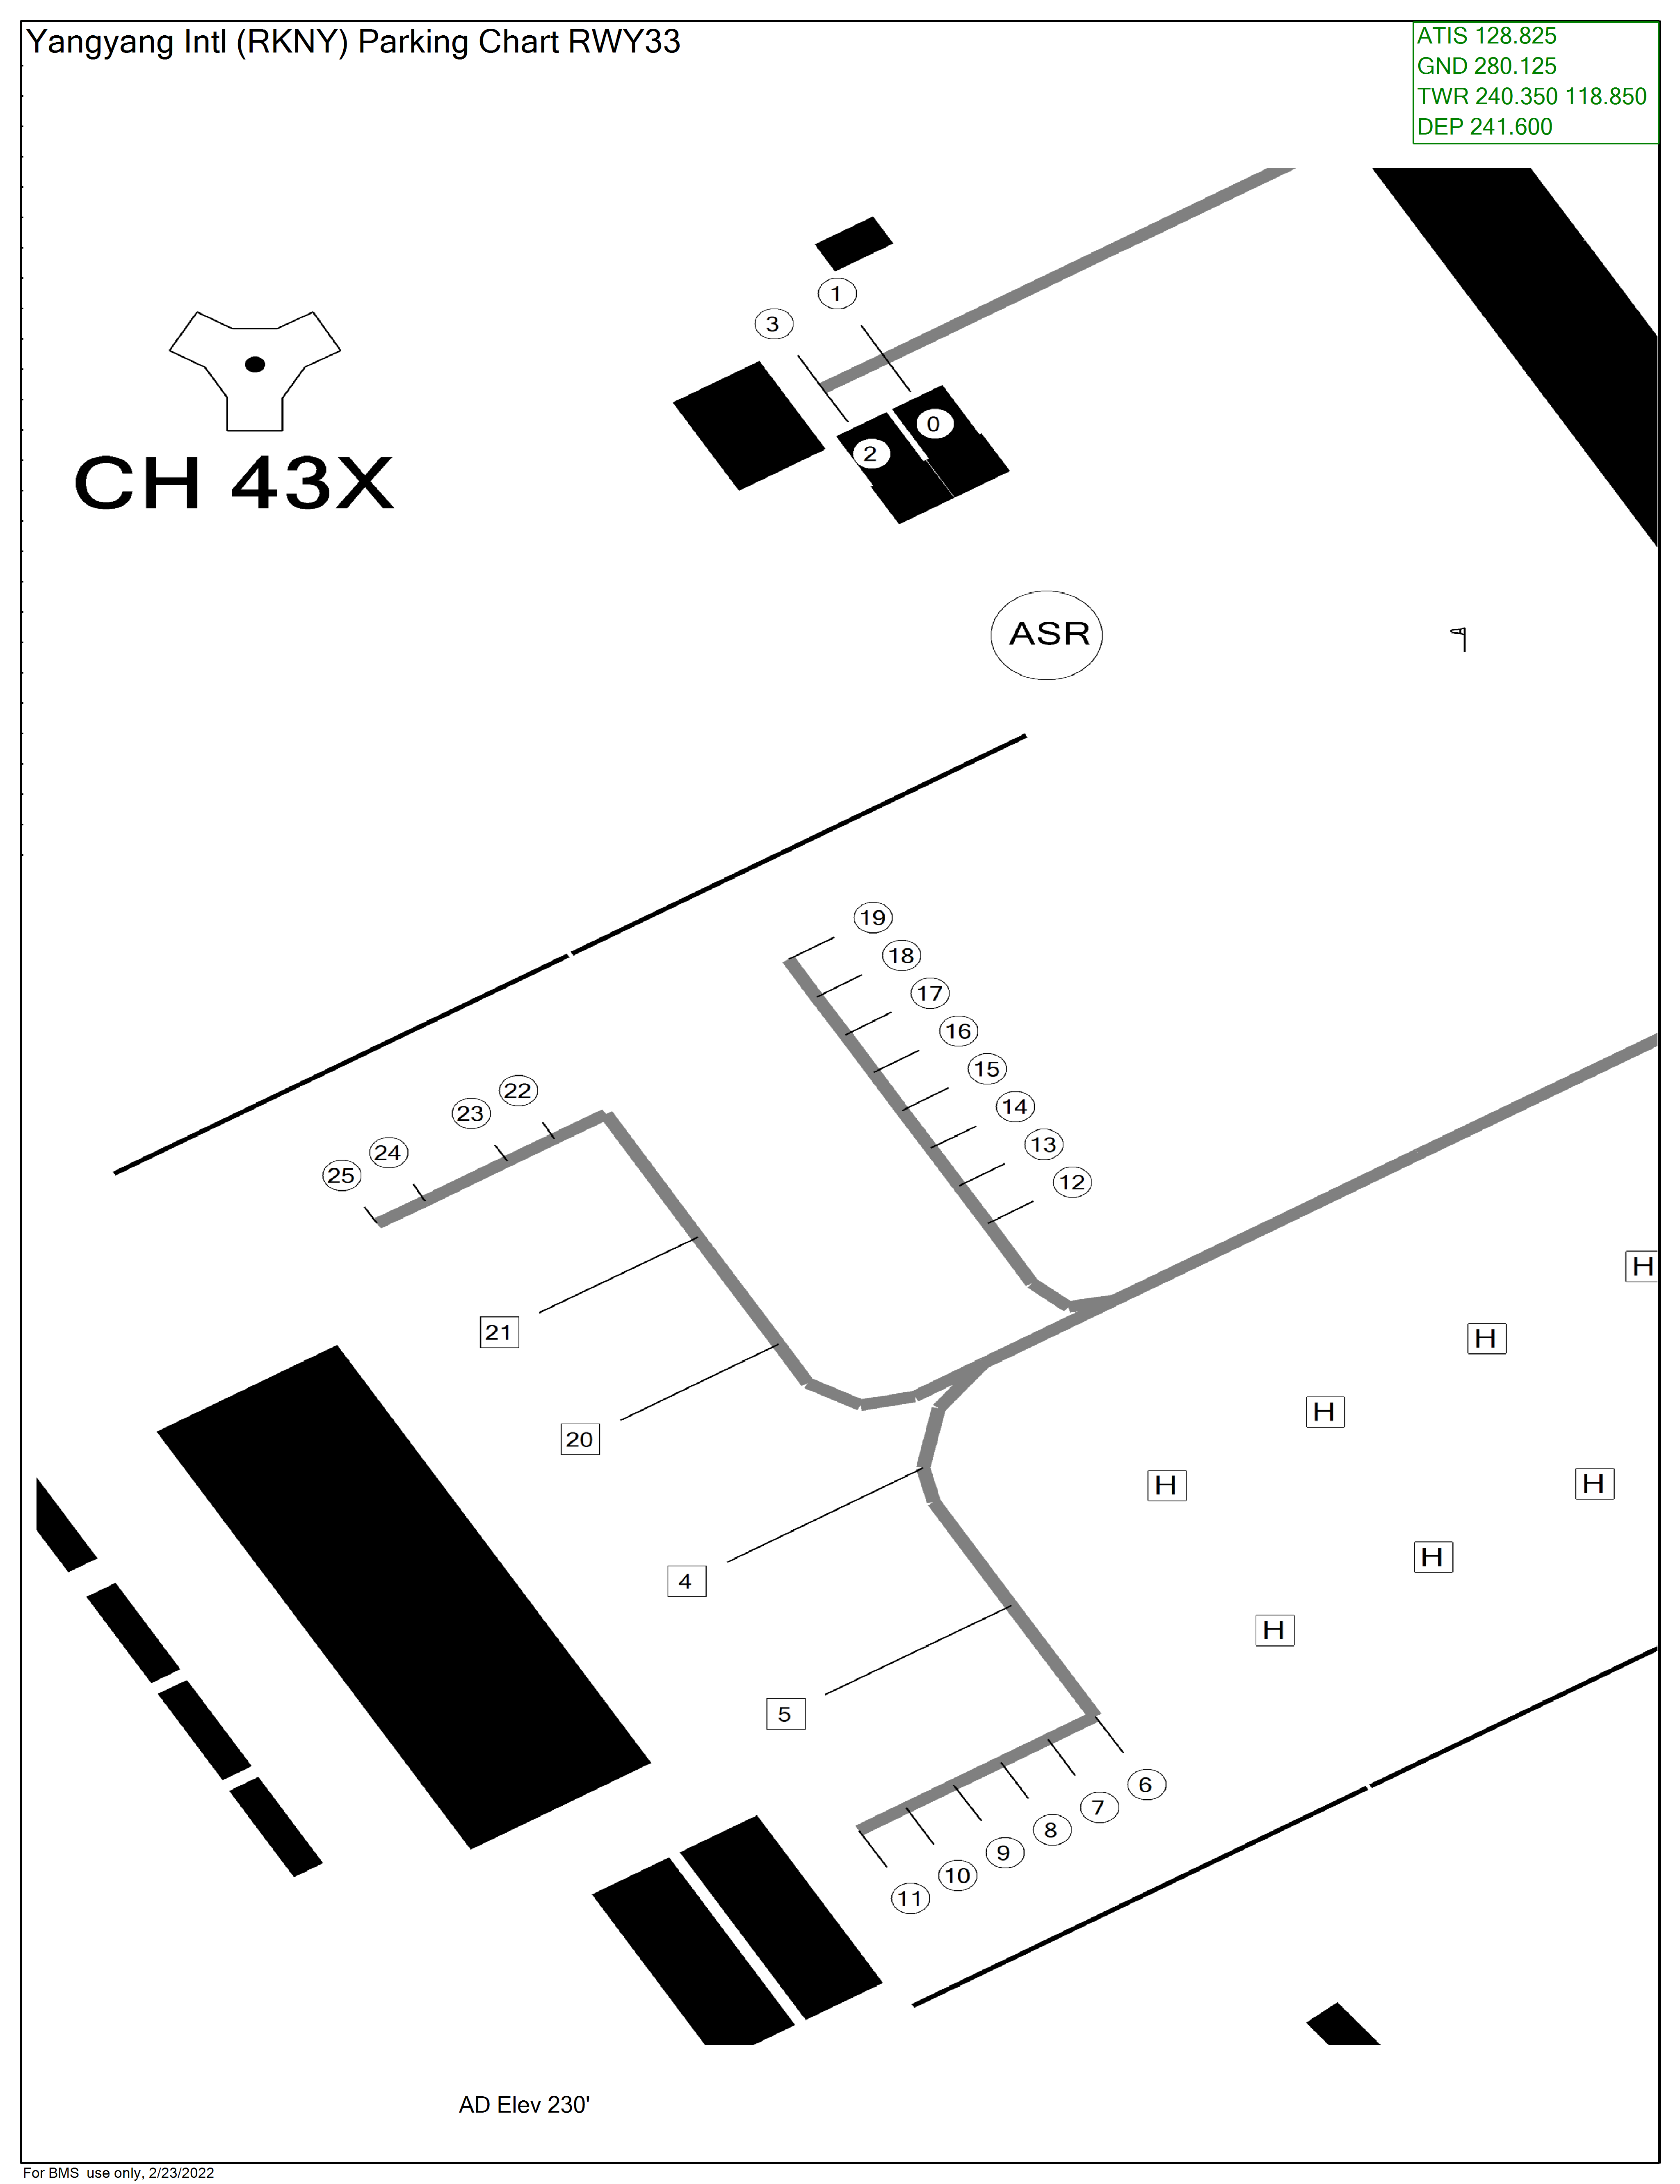 Yangyang Intl (RKNY) Parking Chart RWY33
ATIS 128.825
GND 280.125
TWR 240.350 118.850
DEP 241.600
1
3
0
2
CH 43X
ASR
19
18
17
16
15
14
13
12
22
23
24
25
H
21
H
H
20
H
H
H
4
H
5
6
7
8
9
10
11
AD Elev 230'
For BMS  use only, 2/23/2022